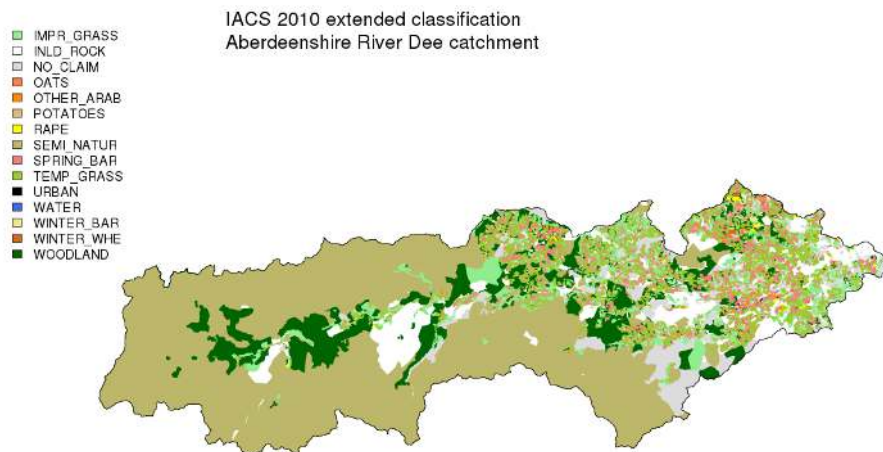 IACS 2010 extended classification
Aberdeenshire River Dee catchment
IMPR_GRASS
INLD_ROCK
NO_CLAIM
OATS
OTHER_ARAB
POTATOES
RAPE
SEMI_NATUR
SPRING_BAR
TEMP_GRASS
URBAN
WATER
WINTER_BAR
WINTER_WHE
WOODLAND